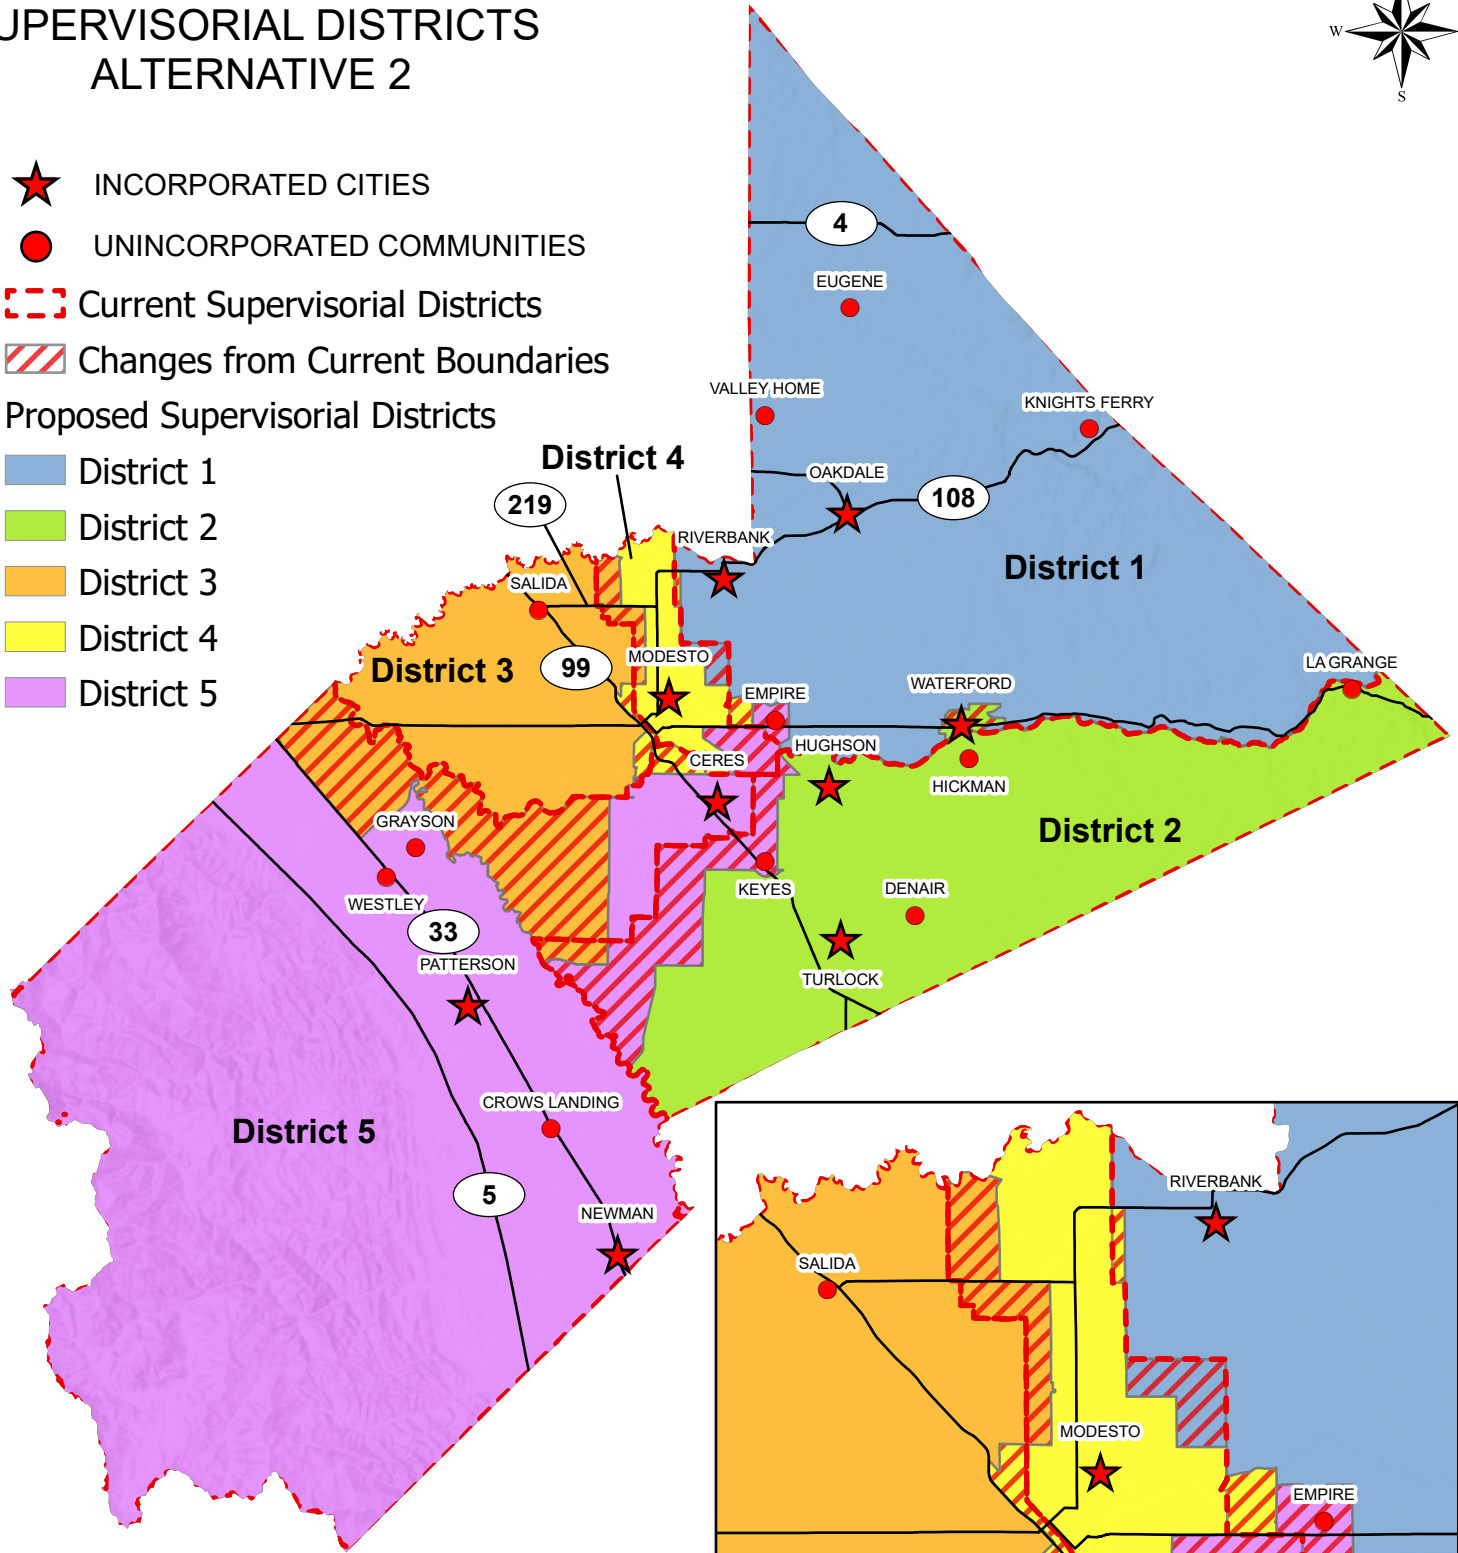 UPERVISORIAL DISTRICTS
ALTERNATIVE 2
W
S
INCORPORATED CITIES
UNINCORPORATED COMMUNITIES
Current Supervisorial Districts
Changes from Current Boundaries
Proposed Supervisorial Districts
District 1
District 2
District 3
District 4
District 5
4
EUGENE
VALLEY HOME
KNIGHTS FERRY
District 4
OAKDALE
219
108
RIVERBANK
District 1
SALIDA
District 3
99
MODESTO
LA GRANGE
EMPIRE
WATERFORD
HUGHSON
CERES
HICKMAN
GRAYSON
District 2
KEYES
DENAIR
WESTLEY
33
PATTERSON
TURLOCK
CROWS LANDING
District 5
5
NEWMAN
RIVERBANK
SALIDA
MODESTO
EMPIRE